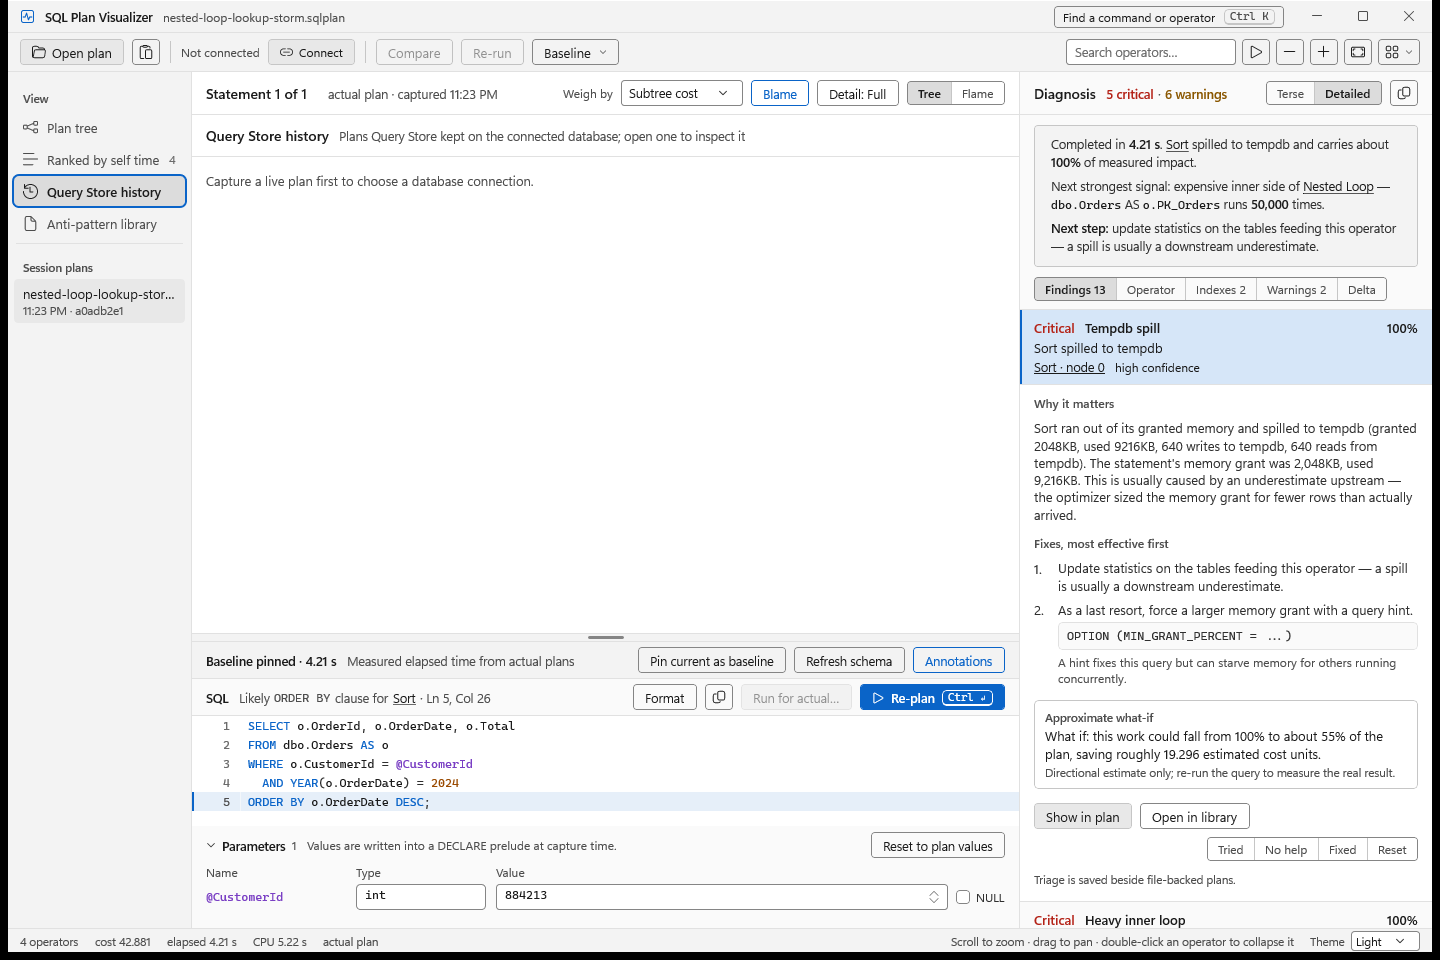 SQL Plan Visualizer nested-loop-lookup-storm.sqlplan
Find a command or operator Ctrl K
Open plan
Not connected
Connect
Compare
Re-run
Baseline
Search operators...
View
Plan tree
Ranked by self time 4
Query Store history
Anti-pattern library
Session plans
nested-loop-lookup-stor...
11:23 PM · a0adb2e1
Statement 1 of 1 actual plan · captured 11:23 PM
Weigh by Subtree cost
Blame
Detail: Full
Tree Flame
Query Store history Plans Query Store kept on the connected database; open one to inspect it
Capture a live plan first to choose a database connection.
Baseline pinned · 4.21 s Measured elapsed time from actual plans
Pin current as baseline
Refresh schema
Annotations
SQL Likely ORDER BY clause for Sort · Ln 5, Col 26
Format
Run for actual...
Re-plan Ctrl ↲
1 SELECT o.OrderId, o.OrderDate, o.Total
2 FROM dbo.Orders AS o
3 WHERE o.CustomerId = @CustomerId
4 AND YEAR(o.OrderDate) = 2024
5 ORDER BY o.OrderDate DESC;
Parameters 1 Values are written into a DECLARE prelude at capture time.
Reset to plan values
Name Type Value
@CustomerId int 884213 NULL
Diagnosis 5 critical · 6 warnings
Terse Detailed
Completed in 4.21 s. Sort spilled to tempdb and carries about
100% of measured impact.
Next strongest signal: expensive inner side of Nested Loop —
dbo.Orders AS o.PK_Orders runs 50,000 times.
Next step: update statistics on the tables feeding this operator
— a spill is usually a downstream underestimate.
Findings 13 Operator Indexes 2 Warnings 2 Delta
Critical Tempdb spill 100%
Sort spilled to tempdb
Sort · node 0 high confidence
Why it matters
Sort ran out of its granted memory and spilled to tempdb (granted
2048KB, used 9216KB, 640 writes to tempdb, 640 reads from
tempdb). The statement's memory grant was 2,048KB, used
9,216KB. This is usually caused by an underestimate upstream —
the optimizer sized the memory grant for fewer rows than actually
arrived.
Fixes, most effective first
1. Update statistics on the tables feeding this operator — a spill
is usually a downstream underestimate.
2. As a last resort, force a larger memory grant with a query hint.
OPTION (MIN_GRANT_PERCENT = ...)
A hint fixes this query but can starve memory for others running
concurrently.
Approximate what-if
What if: this work could fall from 100% to about 55% of the
plan, saving roughly 19.296 estimated cost units.
Directional estimate only; re-run the query to measure the real result.
Show in plan
Open in library
Tried No help Fixed Reset
Triage is saved beside file-backed plans.
Critical Heavy inner loop 100%
4 operators cost 42.881 elapsed 4.21 s CPU 5.22 s actual plan
Scroll to zoom · drag to pan · double-click an operator to collapse it
Theme Light